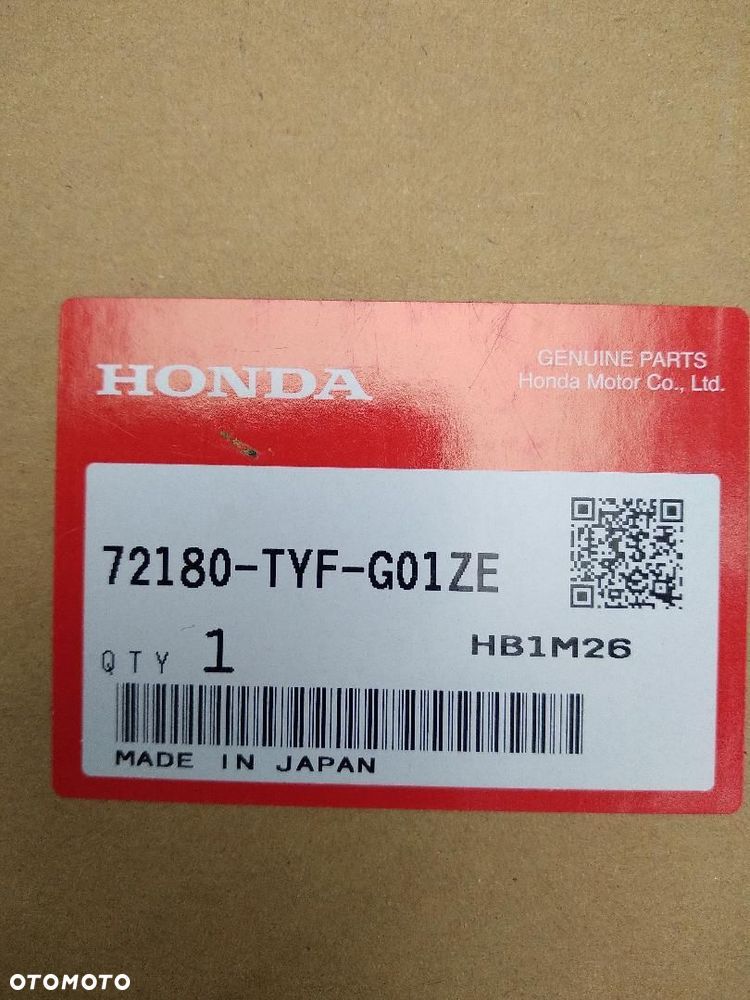 HONDA
GENUINE PARTS
Honda Motor Co., Ltd.
72180-TYF-G01ZE
QTY 1
HB1M26
MADE IN JAPAN
OTOMOTO